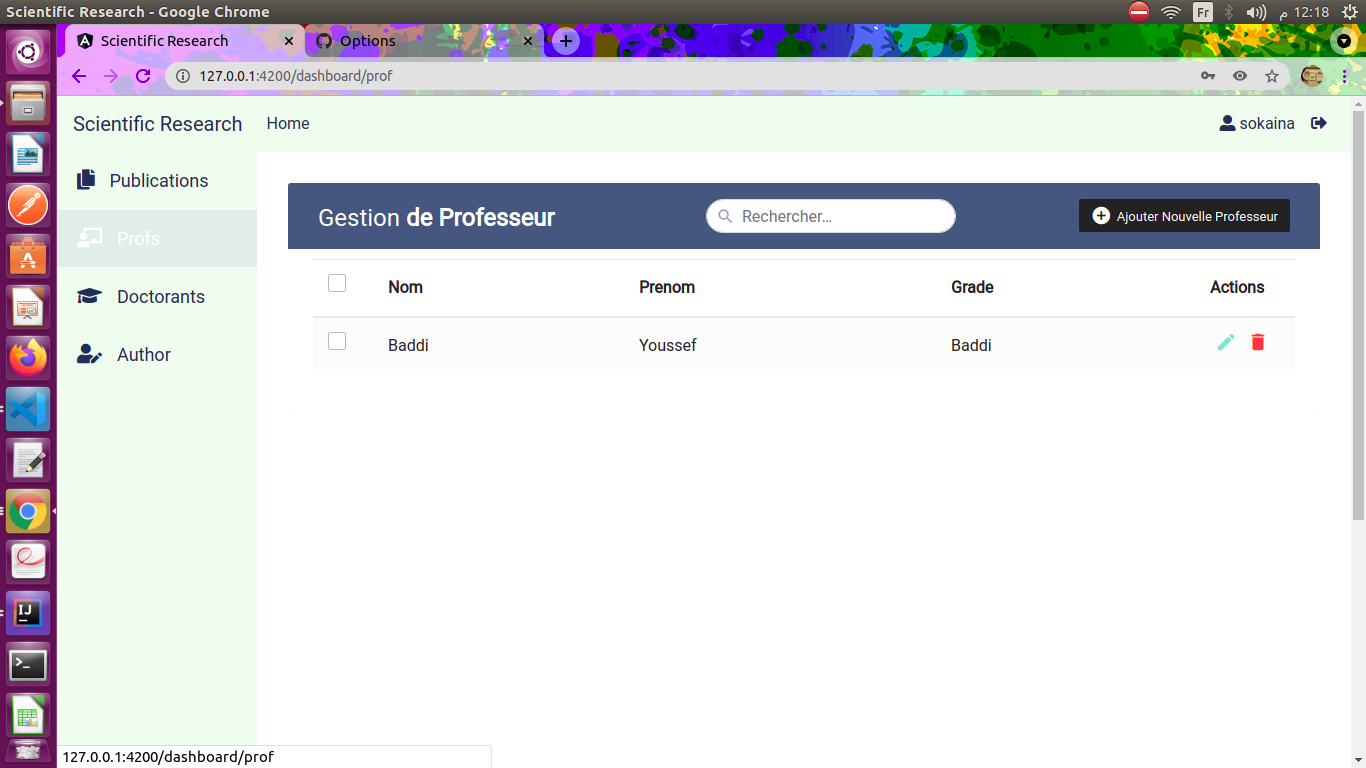 Scientific Research - Google Chrome
Fr
م 12:18
Scientific Research
Options
127.0.0.1:4200/dashboard/prof
Scientific Research
Home
sokaina
Publications
Profs
Doctorants
Author
Gestion de Professeur
Rechercher...
Ajouter Nouvelle Professeur
Nom Prenom Grade Actions
Baddi Youssef Baddi
127.0.0.1:4200/dashboard/prof